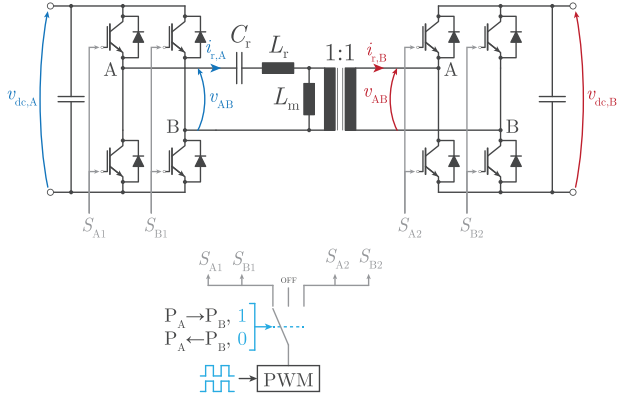 C_r
L_r
1:1
i_r,A
i_r,B
A
A
v_dc,A
v_AB
L_m
v_AB
v_dc,B
B
B
S_A1
S_B1
S_A2
S_B2
S_A1
S_B1
OFF
S_A2
S_B2
P_A→P_B, 1
P_A←P_B, 0
PWM